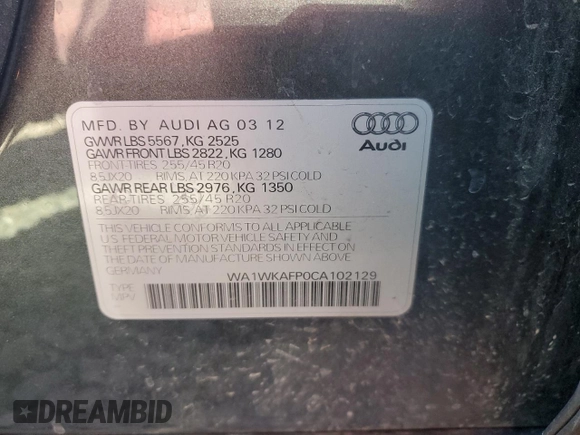 MFD. BY AUDI AG 03 12
GVWR LBS 5567, KG 2525
GAWR FRONT LBS 2822, KG 1280
FRONT TIRES 255/45 R20
8.5JX20 RIMS, AT 220 KPA 32 PSI COLD
GAWR REAR LBS 2976, KG 1350
REAR TIRES 255/45 R20
8.5JX20 RIMS, AT 220 KPA 32 PSI COLD
Audi
THIS VEHICLE CONFORMS TO ALL APPLICABLE
U.S. FEDERAL MOTOR VEHICLE SAFETY AND
THEFT PREVENTION STANDARDS IN EFFECT ON
THE DATE OF MANUFACTURE SHOWN ABOVE.
GERMANY WA1WKAFP0CA102129
TYPE
MPV
DREAMBID